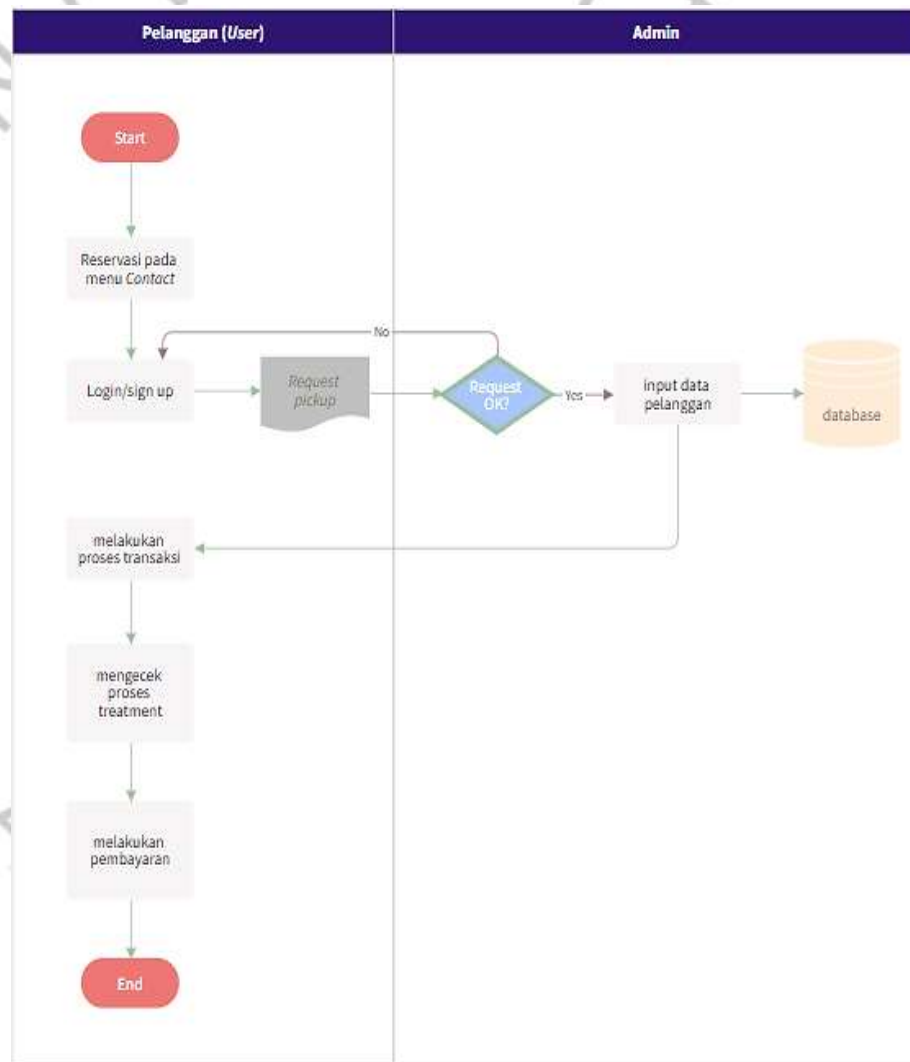 Pelanggan (User)
Admin
Start
Reservasi pada
menu Contact
No
Login/sign up
Request
pickup
Request
OK?
Yes
input data
pelanggan
database
melakukan
proses transaksi
mengecek
proses
treatment
melakukan
pembayaran
End